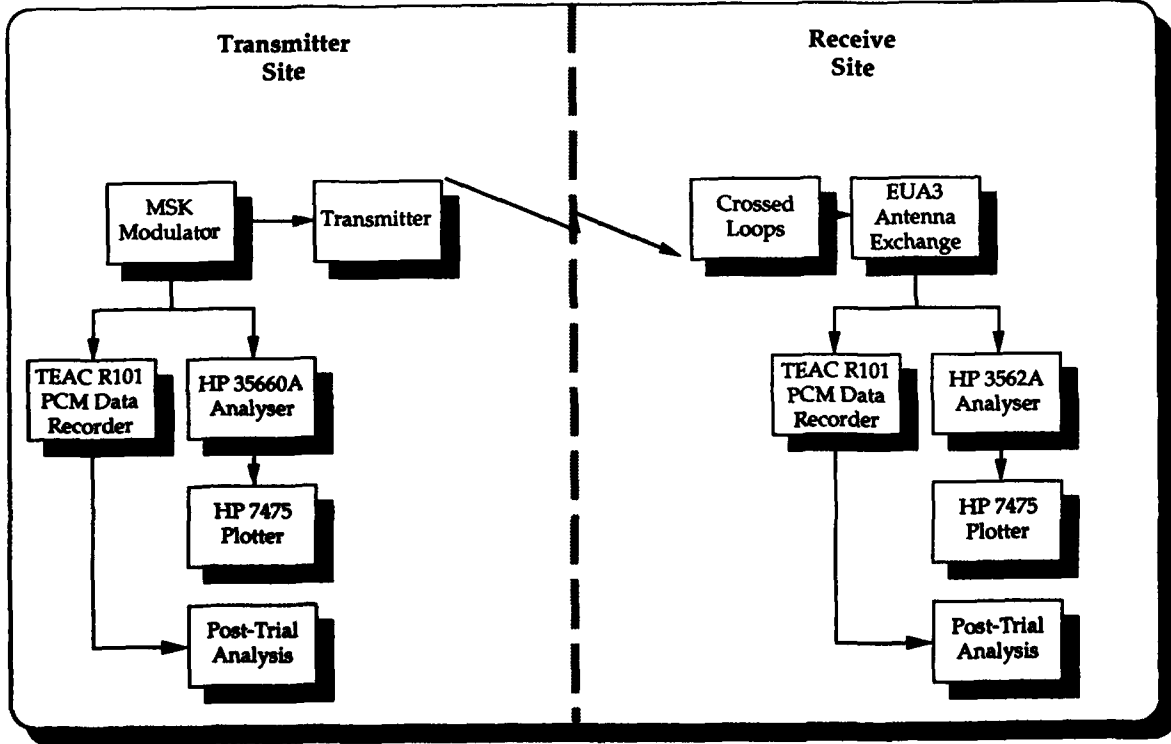 Transmitter
Site
MSK
Modulator
Transmitter
TEAC R101
PCM Data
Recorder
HP 35660A
Analyser
HP 7475
Plotter
Post-Trial
Analysis
Receive
Site
Crossed
Loops
EUA3
Antenna
Exchange
TEAC R101
PCM Data
Recorder
HP 3562A
Analyser
HP 7475
Plotter
Post-Trial
Analysis